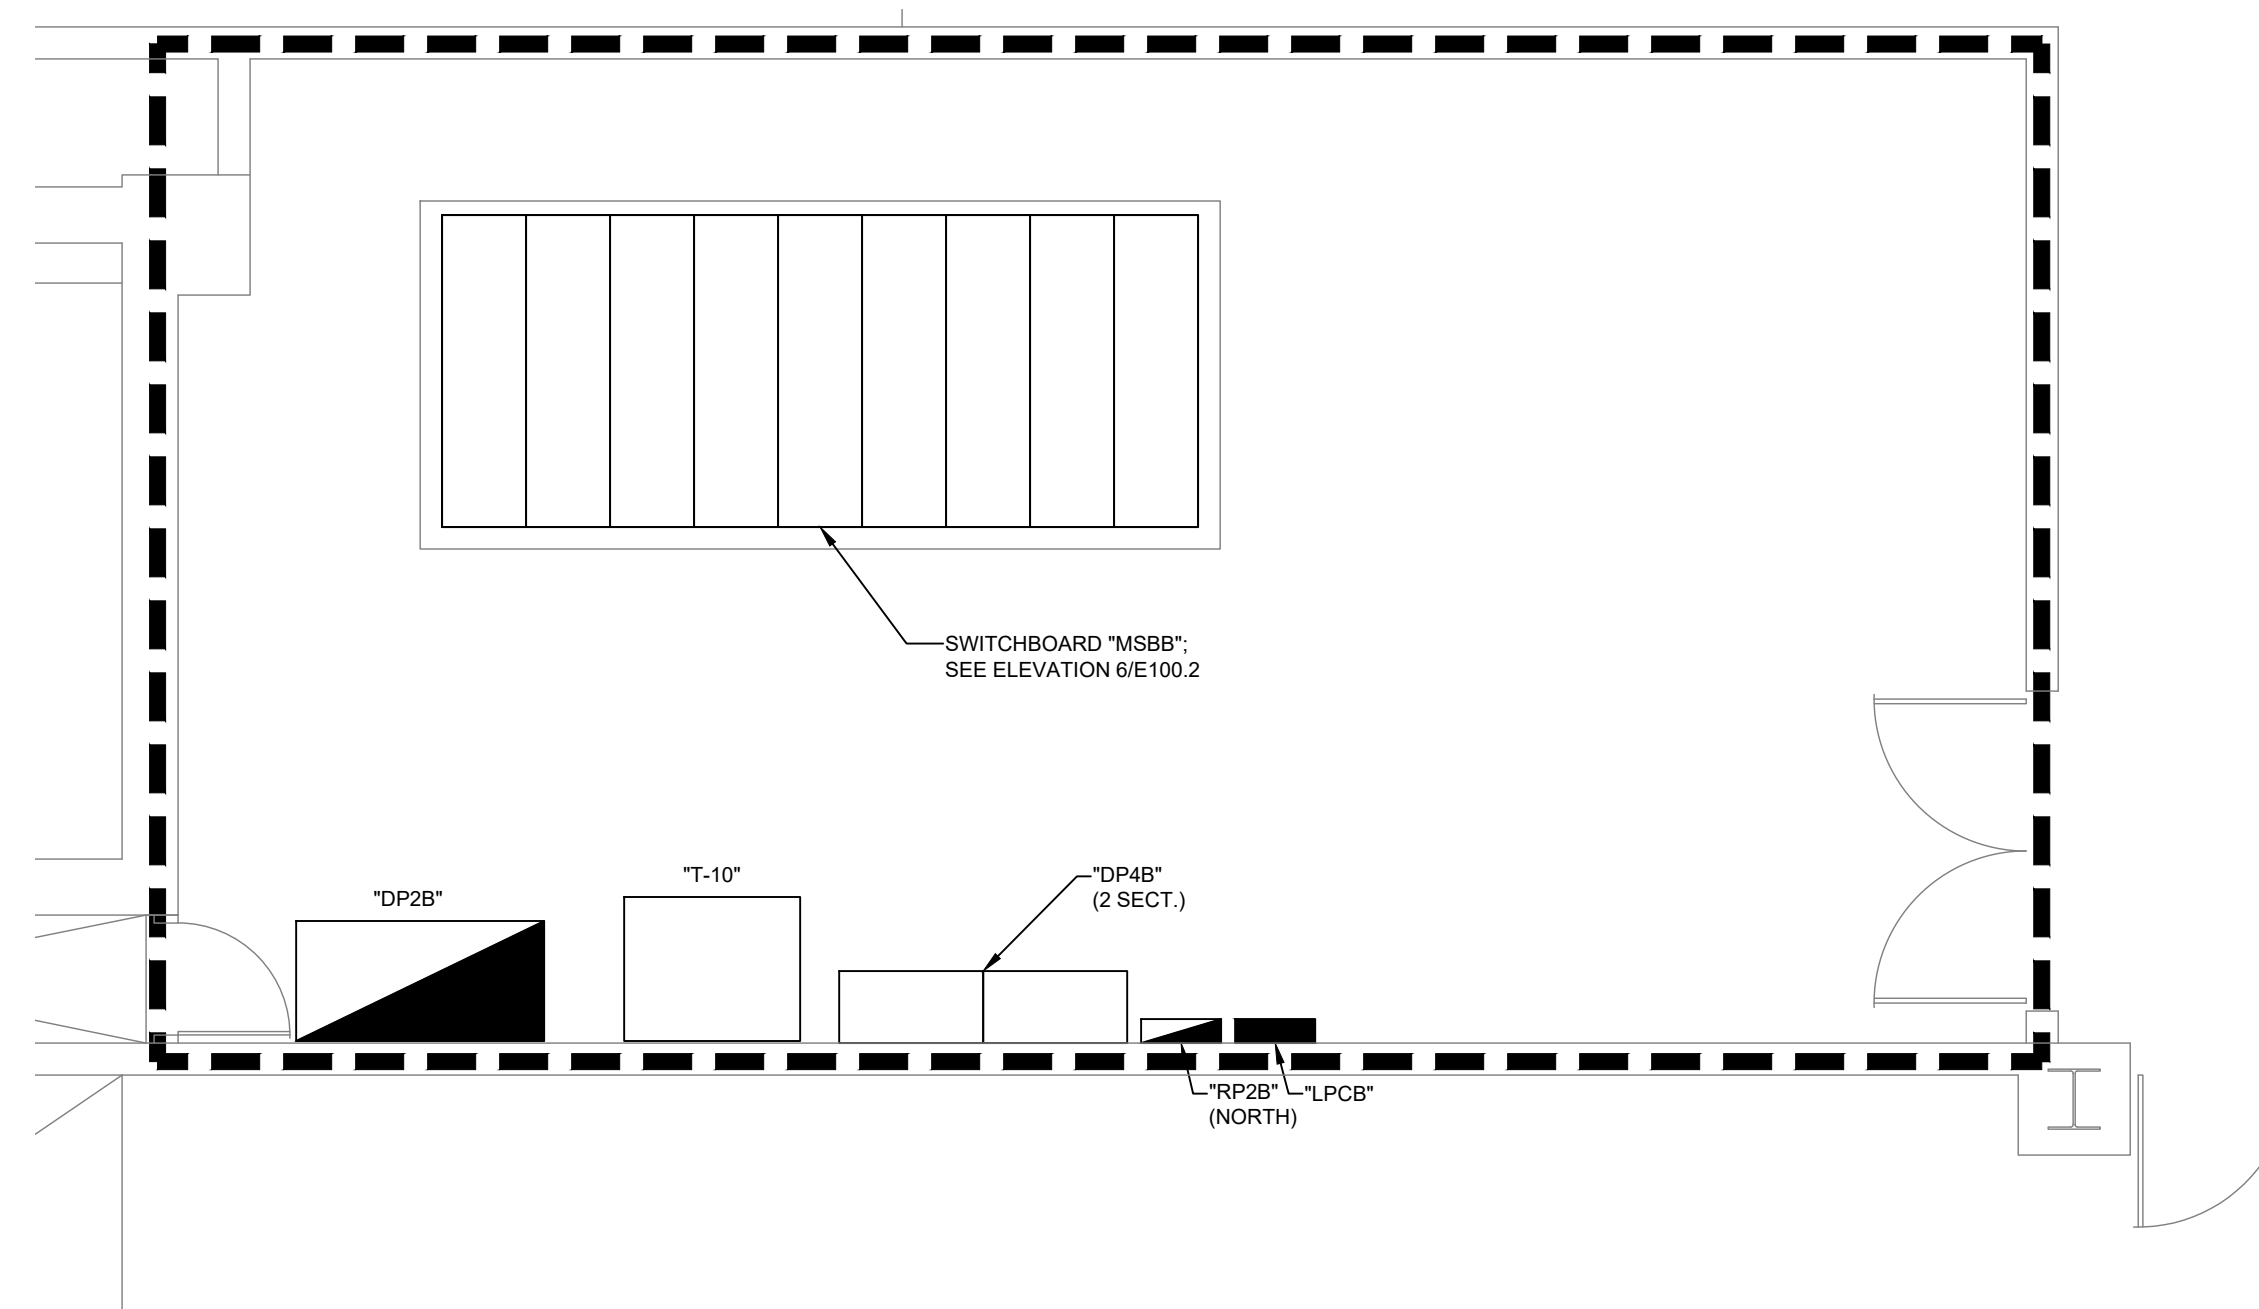 SWITCHBOARD "MSBB";
SEE ELEVATION 6/E100.2
"DP2B"
"T-10"
"DP4B"
(2 SECT.)
"RP2B"
(NORTH)
"LPCB"